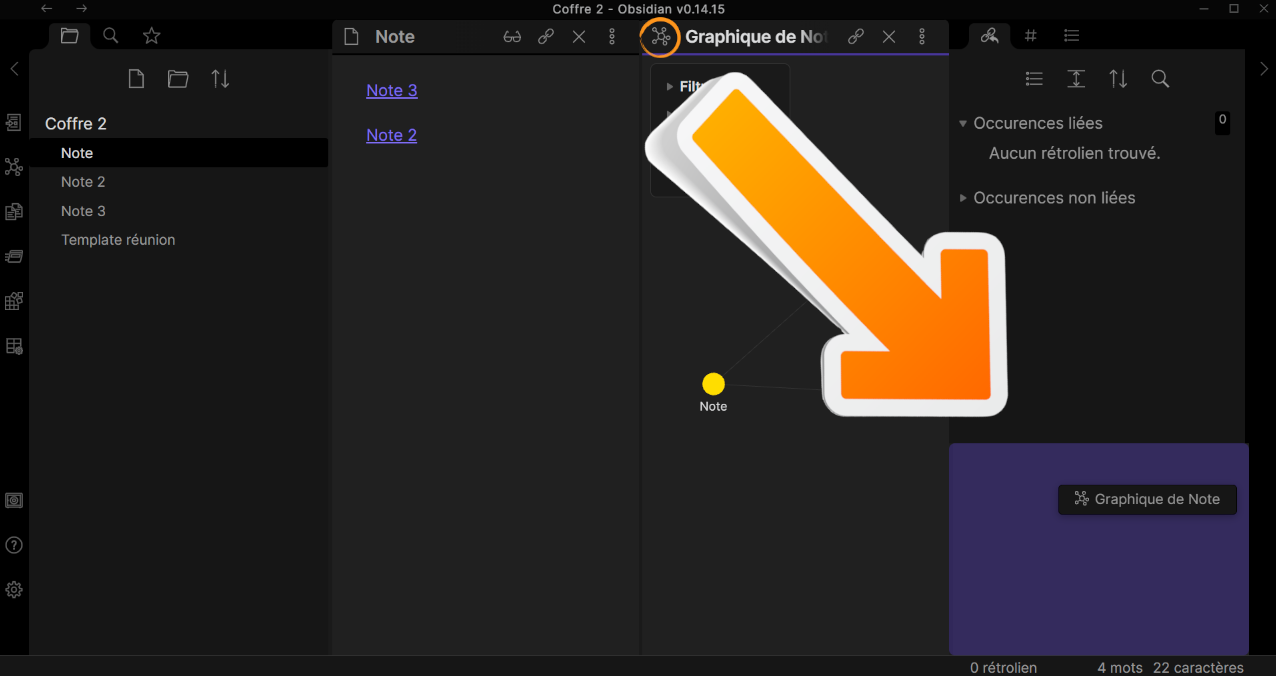 Coffre 2 - Obsidian v0.14.15
Note
Graphique de Not
Coffre 2
Note
Note 2
Note 3
Template réunion
Note 3
Note 2
Filt
Note
Occurences liées
0
Aucun rétrolien trouvé.
Occurences non liées
Graphique de Note
0 rétrolien
4 mots
22 caractères